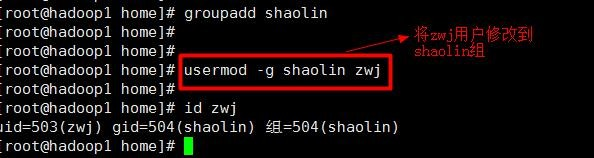 [root@hadoop1 home]# groupadd shaolin
[root@hadoop1 home]#
[root@hadoop1 home]#
[root@hadoop1 home]# usermod -g shaolin zwj
将zwj用户修改到
shaolin组
[root@hadoop1 home]#
[root@hadoop1 home]# id zwj
uid=503(zwj) gid=504(shaolin) 组=504(shaolin)
[root@hadoop1 home]#